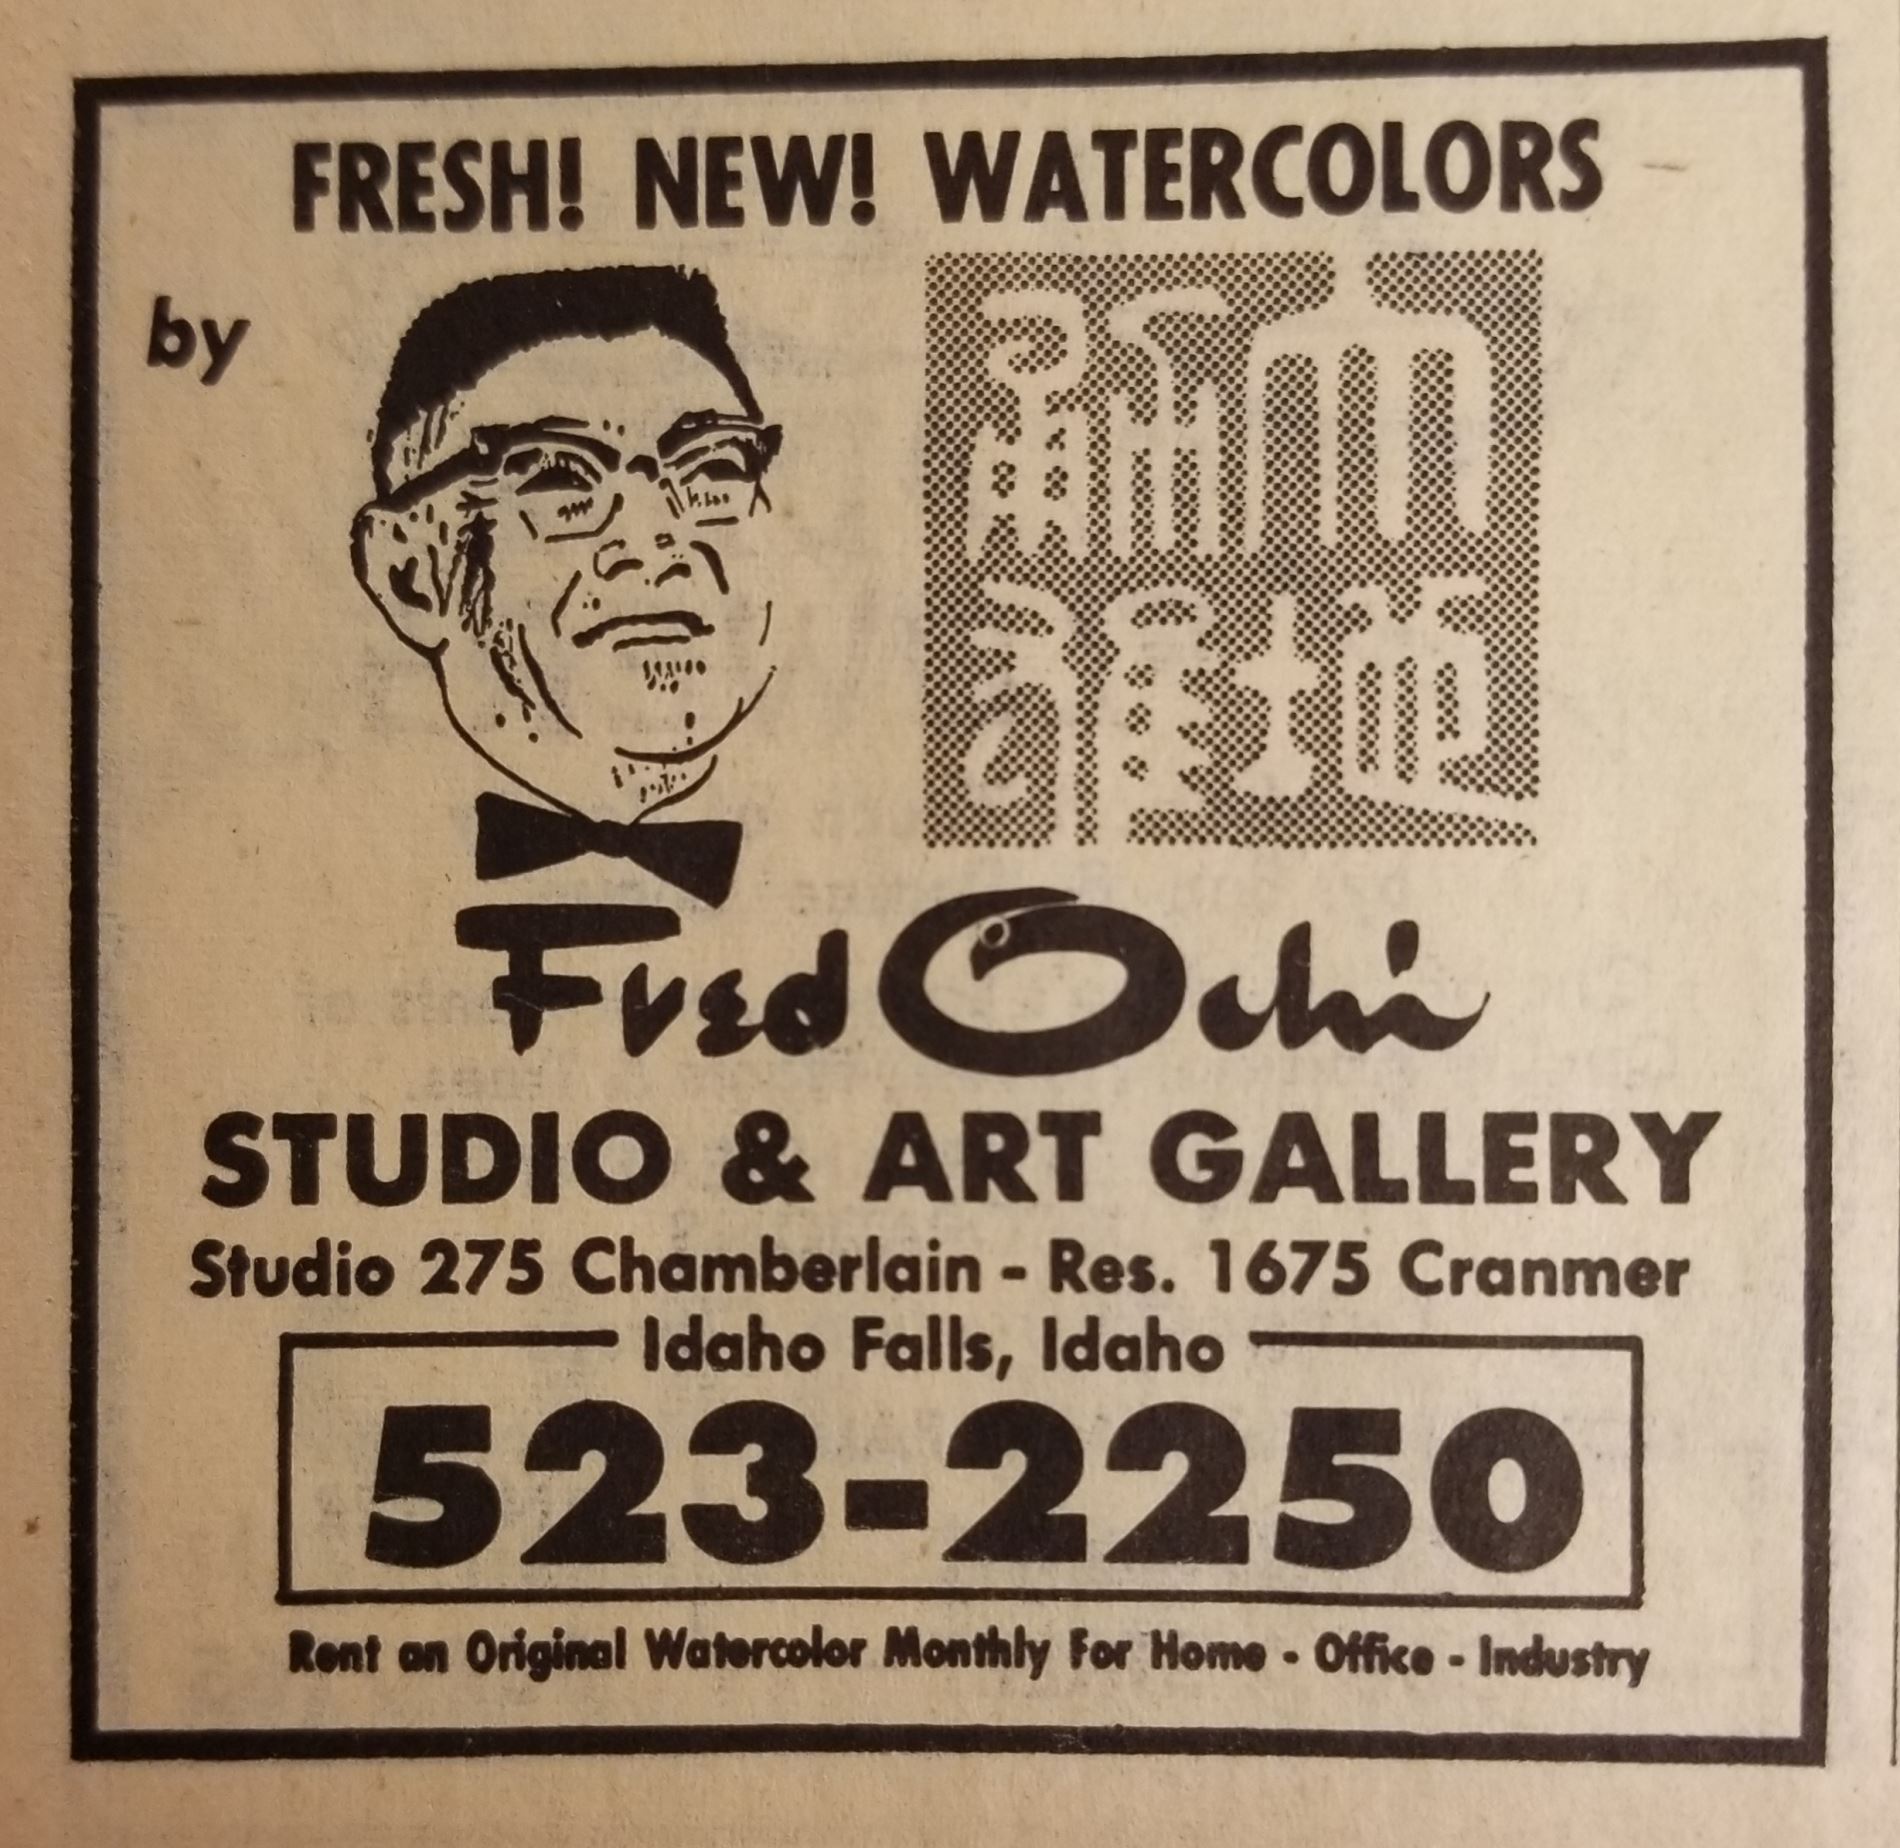 FRESH! NEW! WATERCOLORS
by
Fred Ochi
STUDIO & ART GALLERY
Studio 275 Chamberlain - Res. 1675 Cranmer
Idaho Falls, Idaho
523-2250
Rent an Original Watercolor Monthly For Home - Office - Industry